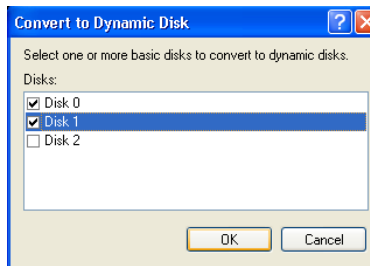 Convert to Dynamic Disk
Select one or more basic disks to convert to dynamic disks.
Disks:
Disk 0
Disk 1
Disk 2
OK
Cancel